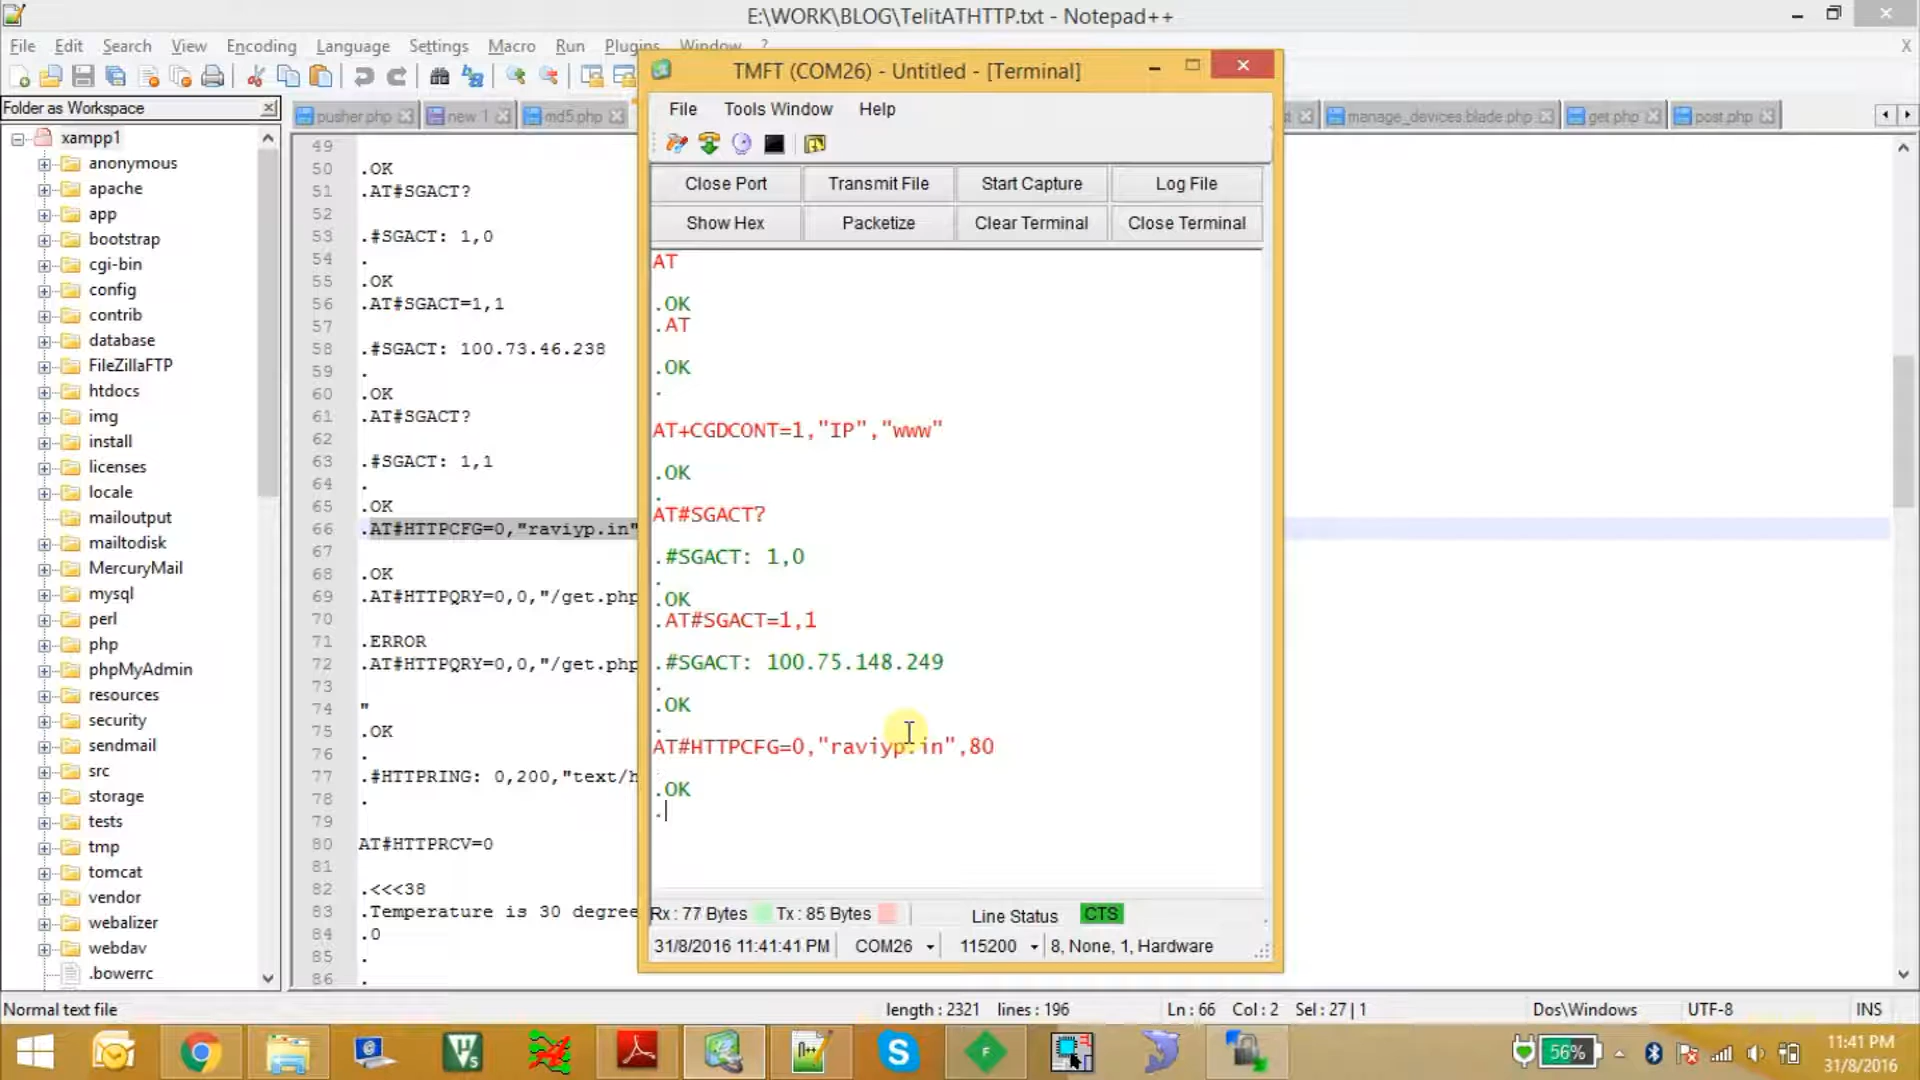 E:\WORK\BLOG\TelitATHTTP.txt - Notepad++
File Edit Search View Encoding Language Settings Macro Run Plugins Window ?
X
Folder as Workspace
pusher.php new 1 md5.php manage_devices.blade.php get.php post.php
xampp1
anonymous
apache
app
bootstrap
cgi-bin
config
contrib
database
FileZillaFTP
htdocs
img
install
licenses
locale
mailoutput
mailtodisk
MercuryMail
mysql
perl
php
phpMyAdmin
resources
security
sendmail
src
storage
tests
tmp
tomcat
vendor
webalizer
webdav
.bowerrc
49
50 .OK
51 .AT#SGACT?
52
53 .#SGACT: 1,0
54 .
55 .OK
56 .AT#SGACT=1,1
57
58 .#SGACT: 100.73.46.238
59 .
60 .OK
61 .AT#SGACT?
62
63 .#SGACT: 1,1
64 .
65 .OK
66 .AT#HTTPCFG=0,"raviyp.in"
67
68 .OK
69 .AT#HTTPQRY=0,0,"/get.php
70
71 .ERROR
72 .AT#HTTPQRY=0,0,"/get.php
73
74 "
75 .OK
76 .
77 .#HTTPRING: 0,200,"text/h
78 .
79
80 AT#HTTPRCV=0
81
82 .<<<38
83 .Temperature is 30 degree
84 .0
85 .
86 .
TMFT (COM26) - Untitled - [Terminal]
File Tools Window Help
Close Port Transmit File Start Capture Log File
Show Hex Packetize Clear Terminal Close Terminal
AT
.OK
.AT
.OK
.
AT+CGDCONT=1,"IP","www"
.OK
.
AT#SGACT?
.#SGACT: 1,0
.
.OK
.AT#SGACT=1,1
.#SGACT: 100.75.148.249
.
.OK
.
AT#HTTPCFG=0,"raviyp.in",80
.OK
.
Rx : 77 Bytes Tx : 85 Bytes Line Status CTS
31/8/2016 11:41:41 PM COM26 115200 8, None, 1, Hardware
Normal text file length : 2321 lines : 196 Ln : 66 Col : 2 Sel : 27 | 1 Dos\Windows UTF-8 INS
56%
11:41 PM
31/8/2016